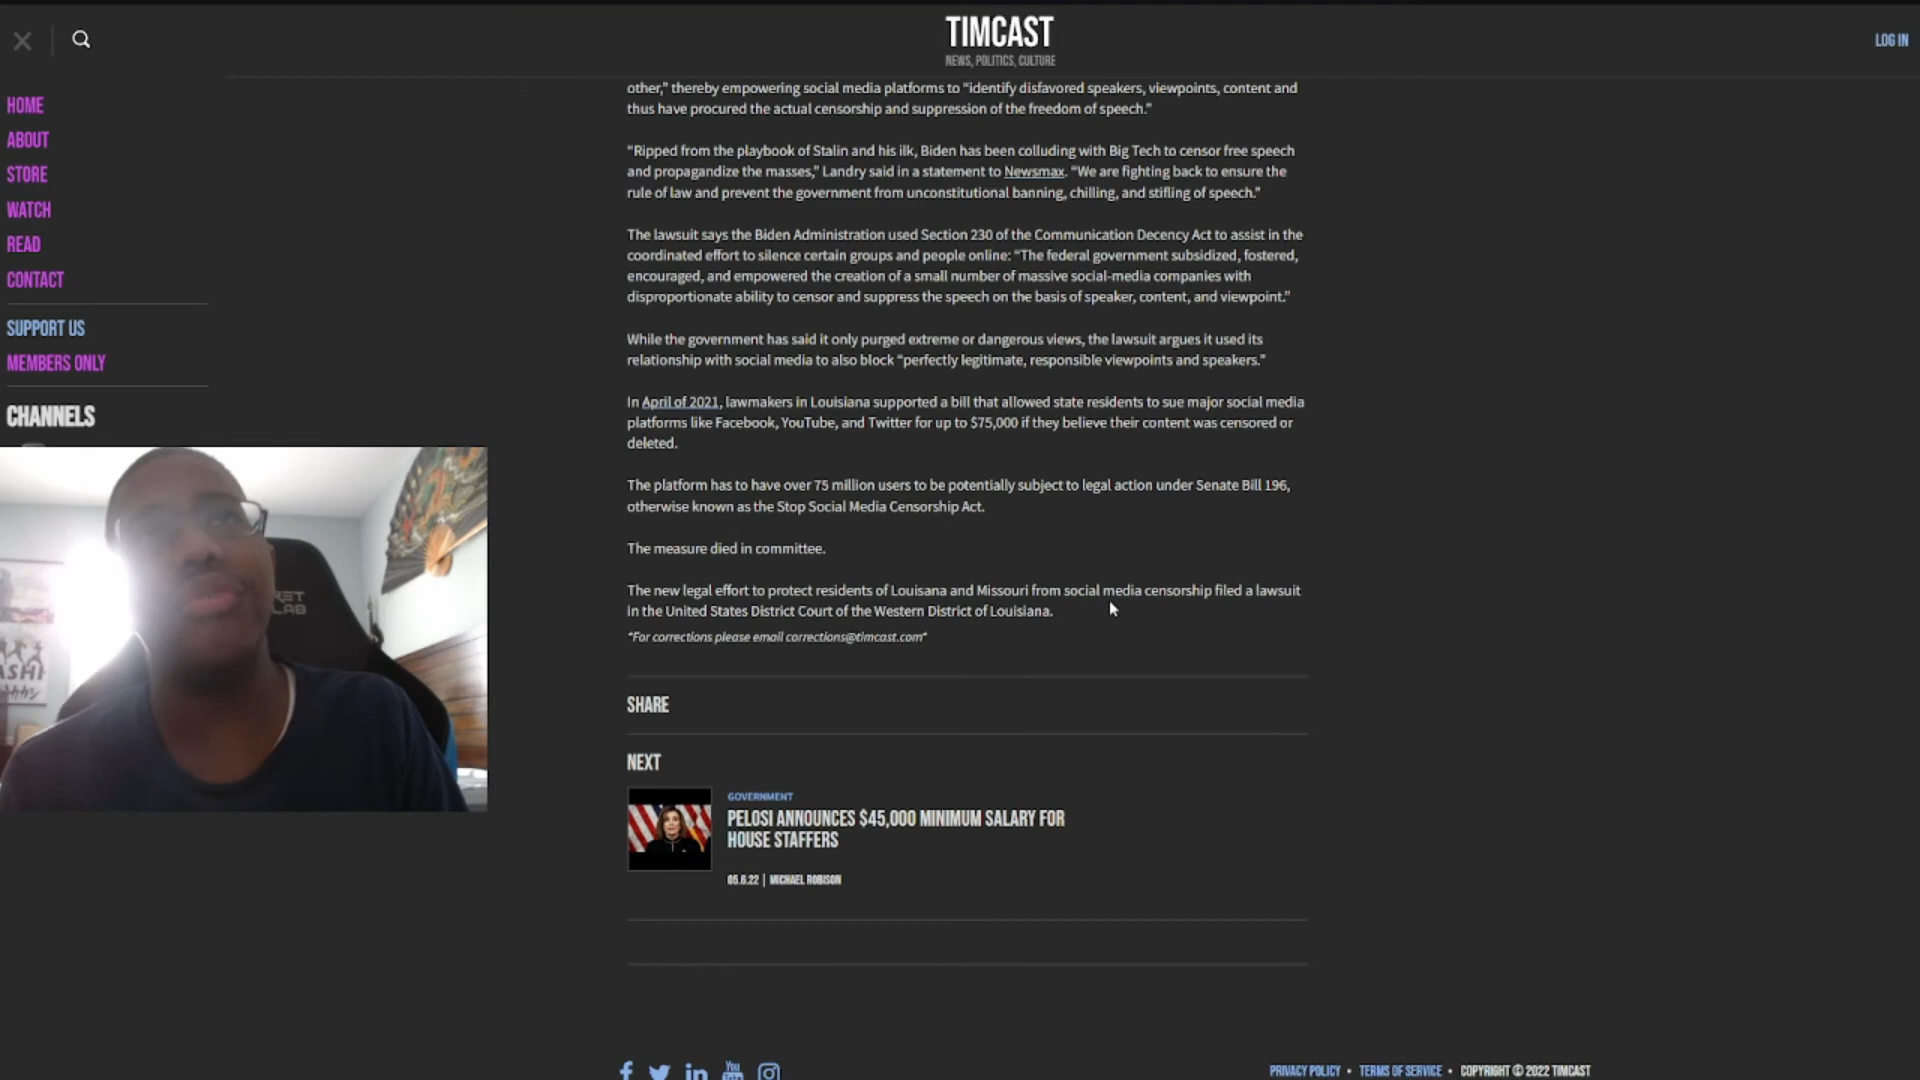 TIMCAST
NEWS, POLITICS, CULTURE
LOG IN
HOME
ABOUT
STORE
WATCH
READ
CONTACT
SUPPORT US
MEMBERS ONLY
CHANNELS
other,” thereby empowering social media platforms to “identify disfavored speakers, viewpoints, content and
thus have procured the actual censorship and suppression of the freedom of speech.”
“Ripped from the playbook of Stalin and his ilk, Biden has been colluding with Big Tech to censor free speech
and propagandize the masses,” Landry said in a statement to Newsmax. “We are fighting back to ensure the
rule of law and prevent the government from unconstitutional banning, chilling, and stifling of speech.”
The lawsuit says the Biden Administration used Section 230 of the Communication Decency Act to assist in the
coordinated effort to silence certain groups and people online: “The federal government subsidized, fostered,
encouraged, and empowered the creation of a small number of massive social-media companies with
disproportionate ability to censor and suppress the speech on the basis of speaker, content, and viewpoint.”
While the government has said it only purged extreme or dangerous views, the lawsuit argues it used its
relationship with social media to also block “perfectly legitimate, responsible viewpoints and speakers.”
In April of 2021, lawmakers in Louisiana supported a bill that allowed state residents to sue major social media
platforms like Facebook, YouTube, and Twitter for up to $75,000 if they believe their content was censored or
deleted.
The platform has to have over 75 million users to be potentially subject to legal action under Senate Bill 196,
otherwise known as the Stop Social Media Censorship Act.
The measure died in committee.
The new legal effort to protect residents of Louisana and Missouri from social media censorship filed a lawsuit
in the United States District Court of the Western District of Louisiana.
*For corrections please email corrections@timcast.com*
SHARE
NEXT
GOVERNMENT
PELOSI ANNOUNCES $45,000 MINIMUM SALARY FOR
HOUSE STAFFERS
05.6.22 | MICHAEL ROBISON
PRIVACY POLICY • TERMS OF SERVICE • COPYRIGHT © 2022 TIMCAST